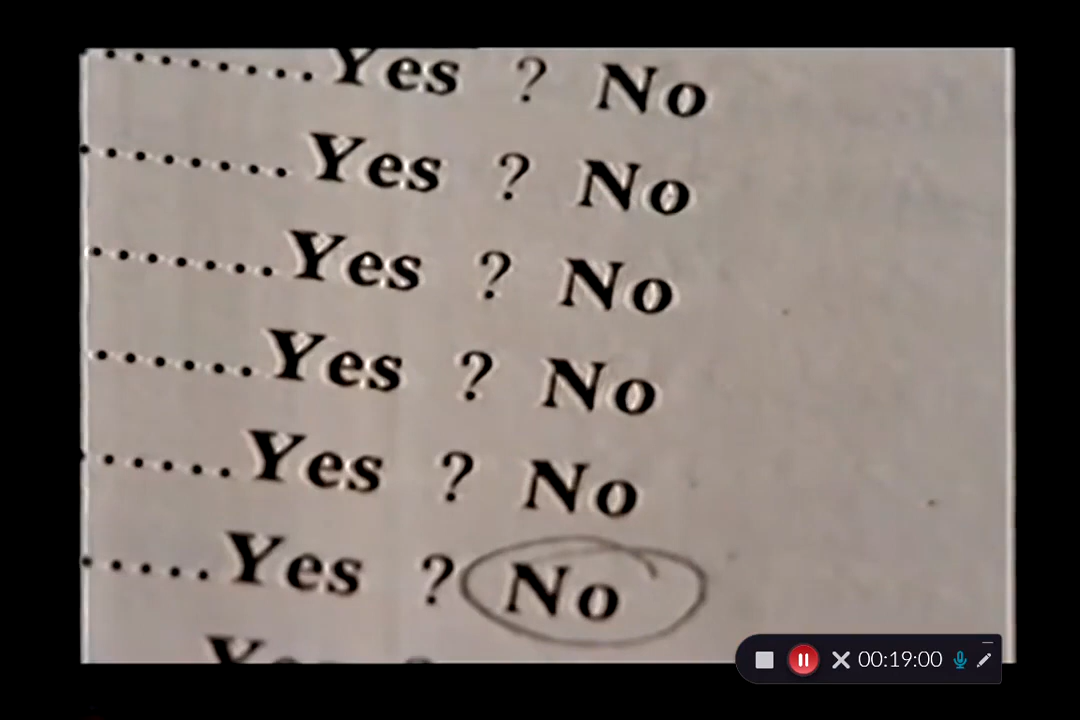 ........Yes ? No
........Yes ? No
.......Yes ? No
......Yes ? No
.....Yes ? No
.....Yes ? No
00:19:00